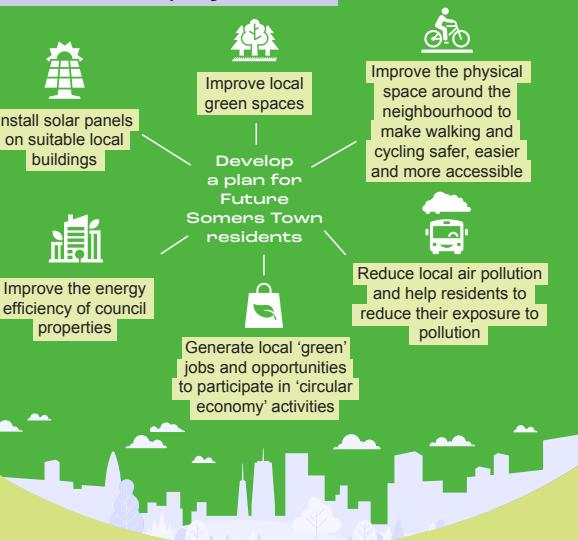 Improve local
green spaces
Improve the physical
space around the
neighbourhood to
make walking and
cycling safer, easier
and more accessible
nstall solar panels
on suitable local
buildings
Develop
a plan for
Future
Somers Town
residents
Improve the energy
efficiency of council
properties
Reduce local air pollution
and help residents to
reduce their exposure to
pollution
Generate local ‘green’
jobs and opportunities
to participate in ‘circular
economy’ activities